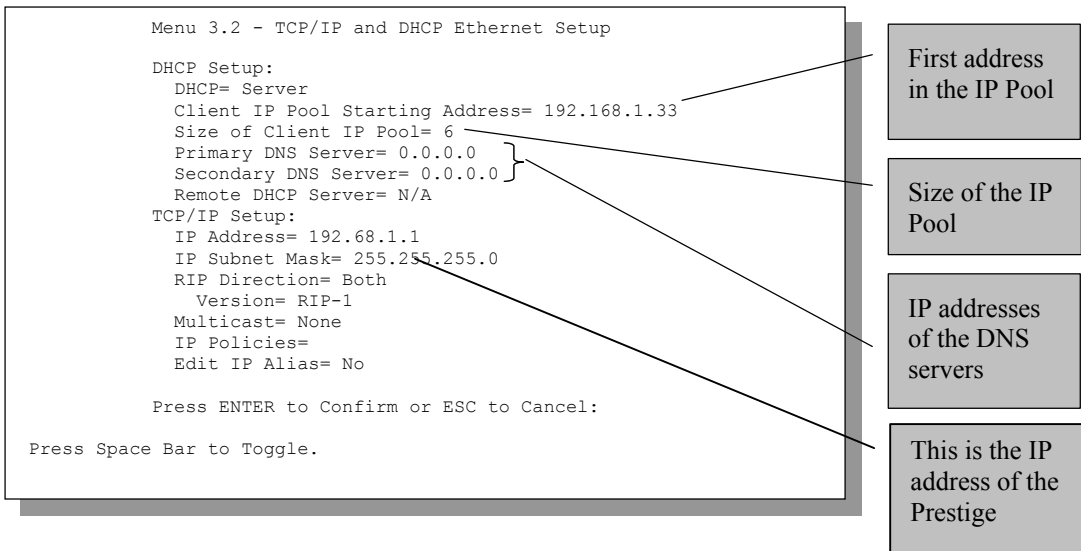 Menu 3.2 - TCP/IP and DHCP Ethernet Setup
DHCP Setup:
DHCP= Server
Client IP Pool Starting Address= 192.168.1.33
Size of Client IP Pool= 6
Primary DNS Server= 0.0.0.0
Secondary DNS Server= 0.0.0.0
Remote DHCP Server= N/A
TCP/IP Setup:
IP Address= 192.68.1.1
IP Subnet Mask= 255.255.255.0
RIP Direction= Both
Version= RIP-1
Multicast= None
IP Policies=
Edit IP Alias= No
Press ENTER to Confirm or ESC to Cancel:
Press Space Bar to Toggle.
First address
in the IP Pool
Size of the IP
Pool
IP addresses
of the DNS
servers
This is the IP
address of the
Prestige